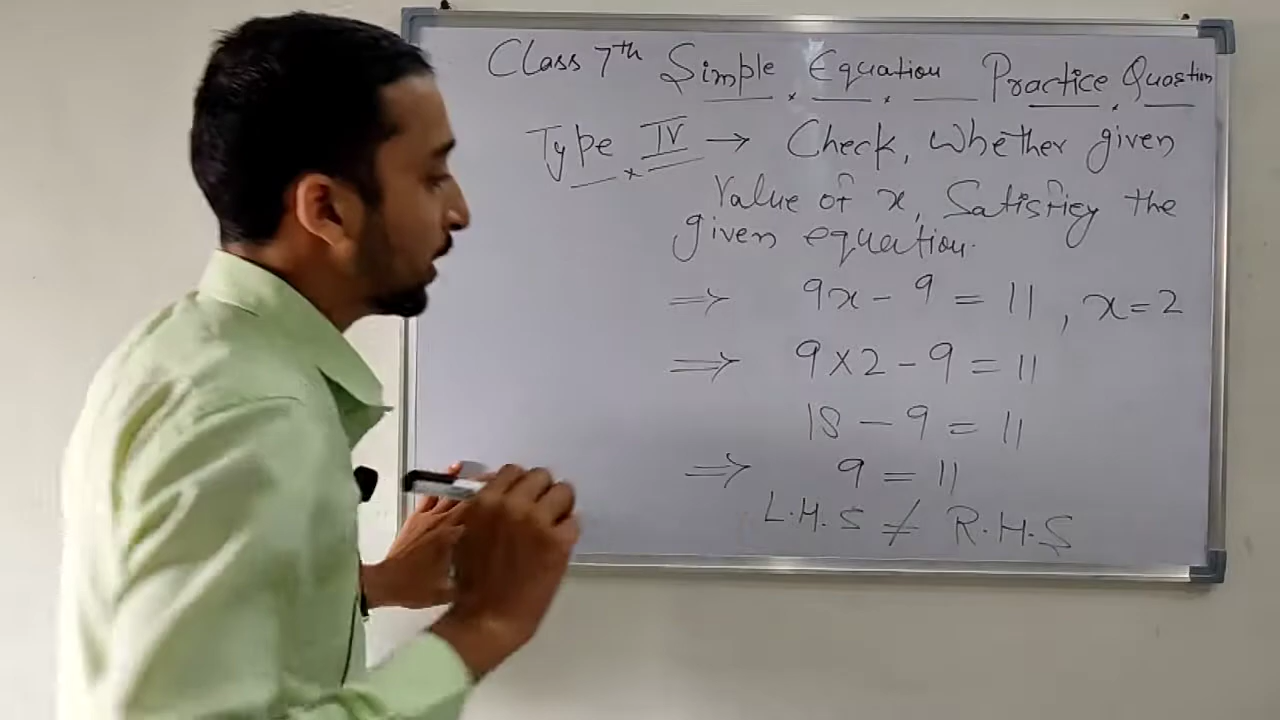 Class 7th Simple Equation Practice Quastion
Type IV → Check, Whether given
Value of x, Satisfiey the
given equation.
⇒ 9x - 9 = 11, x = 2
⇒ 9×2 - 9 = 11
18 - 9 = 11
⇒ 9 = 11
L.H.S ≠ R.H.S